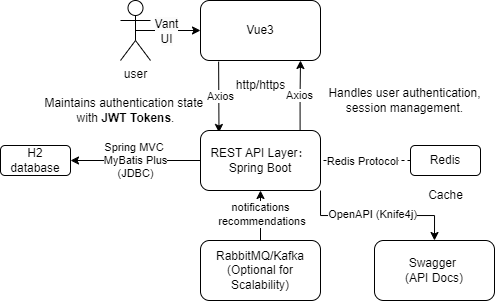 Vant
UI
Vue3
user
http/https
Axios
Axios
Maintains authentication state
with JWT Tokens.
Handles user authentication,
session management.
H2
database
Spring MVC
MyBatis Plus
(JDBC)
REST API Layer：
Spring Boot
Redis Protocol
Redis
Cache
notifications
recommendations
OpenAPI (Knife4j)
RabbitMQ/Kafka
(Optional for
Scalability)
Swagger
(API Docs)